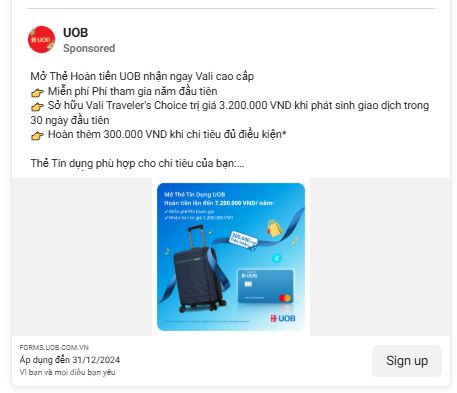 UOB
UOB
Sponsored
Mở Thẻ Hoàn tiền UOB nhận ngay Vali cao cấp
👉 Miễn phí Phí tham gia năm đầu tiên
👉 Sở hữu Vali Traveler's Choice trị giá 3.200.000 VND khi phát sinh giao dịch trong
30 ngày đầu tiên
👉 Hoàn thêm 300.000 VND khi chi tiêu đủ điều kiện*
Thẻ Tín dụng phù hợp cho chi tiêu của bạn:...
Mở Thẻ Tín Dụng UOB
Hoàn tiền lên đến 7.200.000 VND/ năm
✓ Miễn phí Phí tham gia
✓ Nhận Vali trị giá 3.200.000 VND
300.000
UOB
UOB
FORMS.UOB.COM.VN
Áp dụng đến 31/12/2024
Vì bạn và mọi điều bạn yêu
Sign up